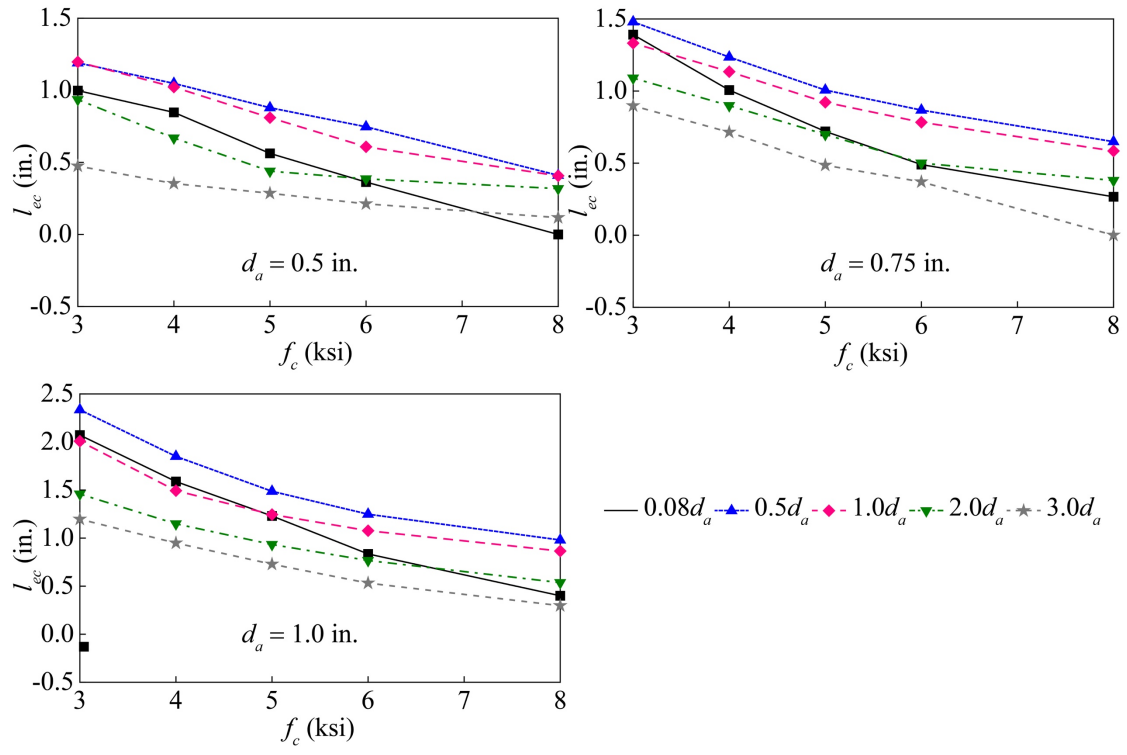 1.5
1.0
0.5
0.0
-0.5
l_ec (in.)
d_a = 0.5 in.
3 4 5 6 7 8
f_c (ksi)
1.5
1.0
0.5
0.0
-0.5
l_ec (in.)
d_a = 0.75 in.
3 4 5 6 7 8
f_c (ksi)
2.5
2.0
1.5
1.0
0.5
0.0
-0.5
l_ec (in.)
d_a = 1.0 in.
3 4 5 6 7 8
f_c (ksi)
0.08d_a 0.5d_a 1.0d_a 2.0d_a 3.0d_a